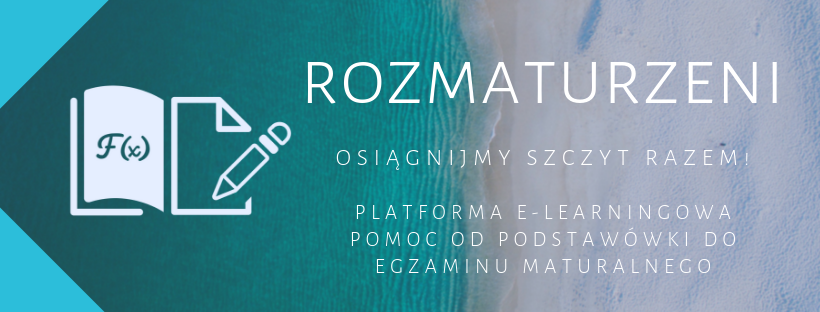 F(x)
ROZMATURZENI
OSIĄGNIJMY SZCZYT RAZEM!
PLATFORMA E-LEARNINGOWA
POMOC OD PODSTAWÓWKI DO
EGZAMINU MATURALNEGO